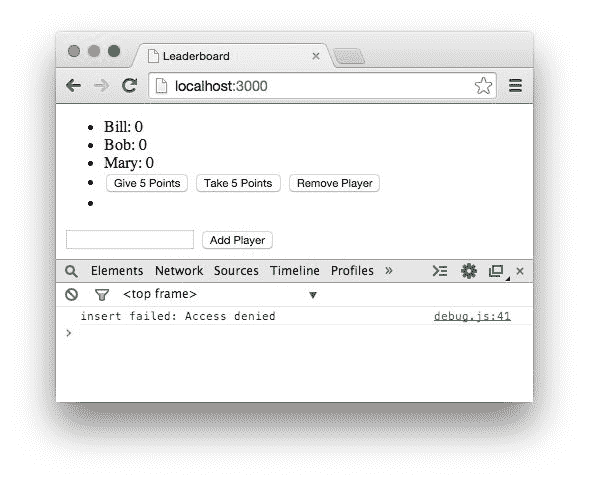 Leaderboard
localhost:3000
Bill: 0
Bob: 0
Mary: 0
Give 5 Points Take 5 Points Remove Player
Add Player
Elements Network Sources Timeline Profiles »
<top frame>
insert failed: Access denied debug.js:41